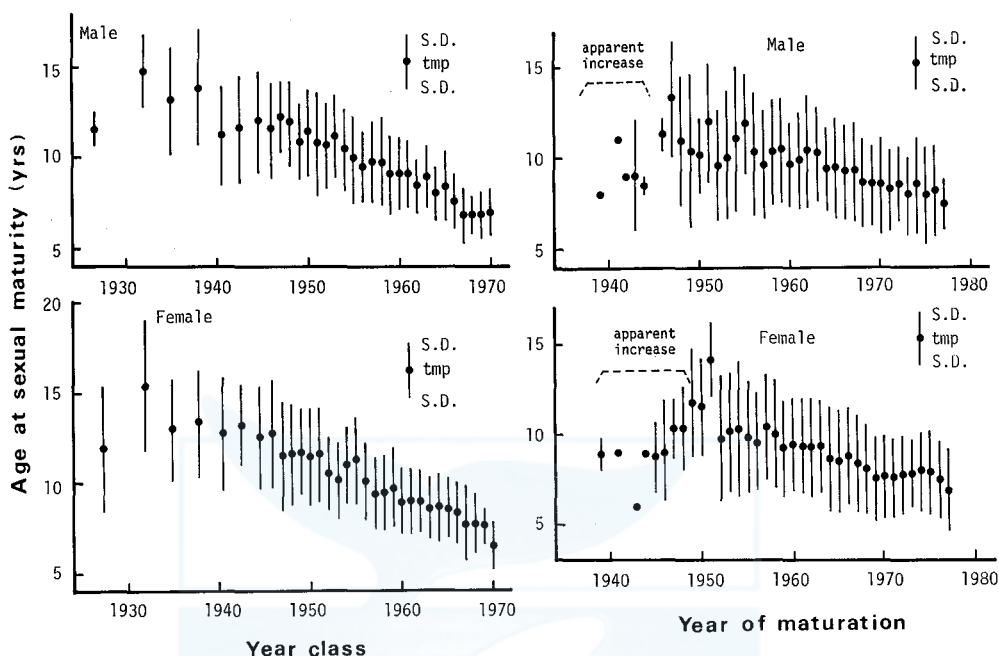 Male
S.D.
tmp
S.D.
15
10
5
1930
1940
1950
1960
1970
apparent
increase
Male
S.D.
tmp
S.D.
15
10
5
1940
1950
1960
1970
1980
Age at sexual maturity (yrs)
Female
S.D.
tmp
S.D.
20
15
10
5
1930
1940
1950
1960
1970
Year class
apparent
increase
Female
S.D.
tmp
S.D.
15
10
5
1940
1950
1960
1970
1980
Year of maturation